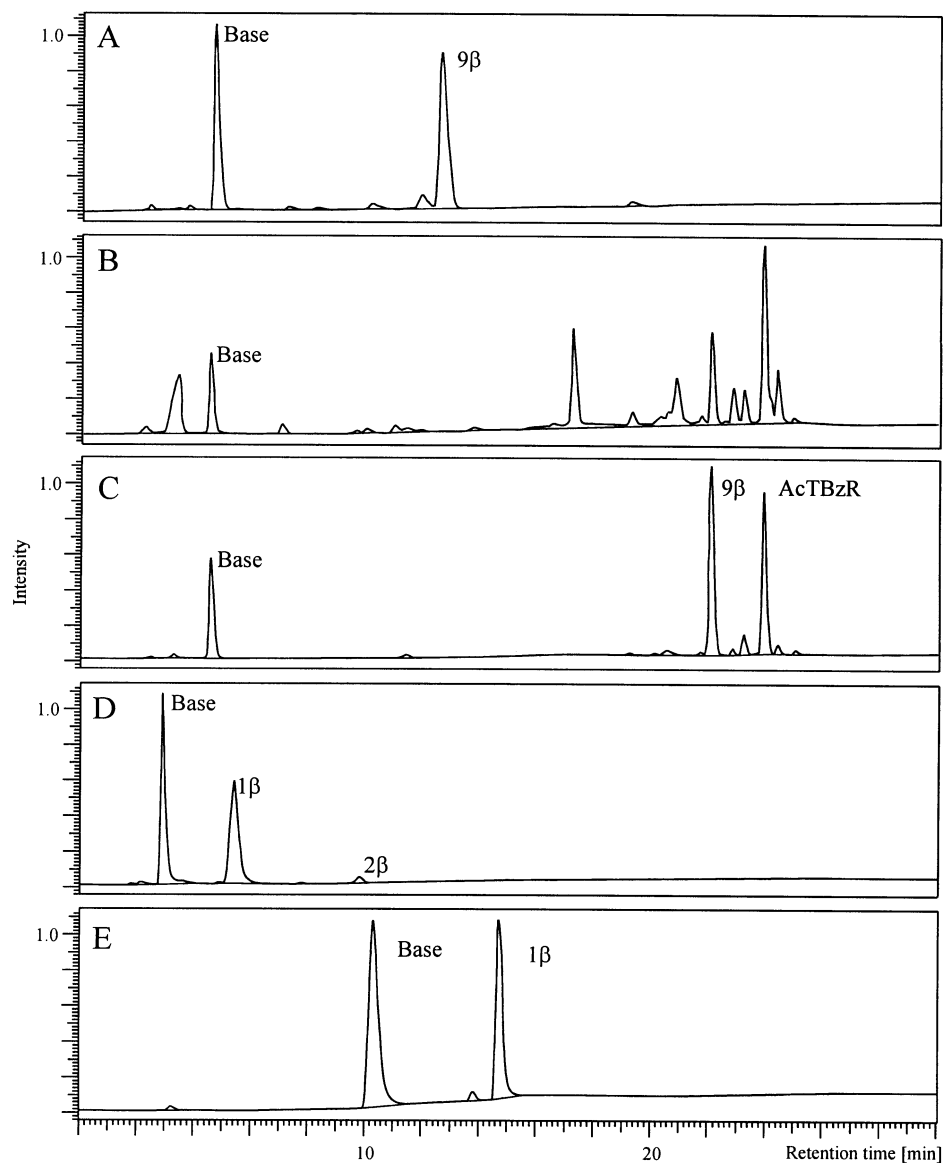 1.0
A
Base
9β
1.0
B
Base
1.0
C
Base
9β
AcTBzR
Intensity
1.0
D
Base
1β
2β
1.0
E
Base
1β
10
20
Retention time [min]